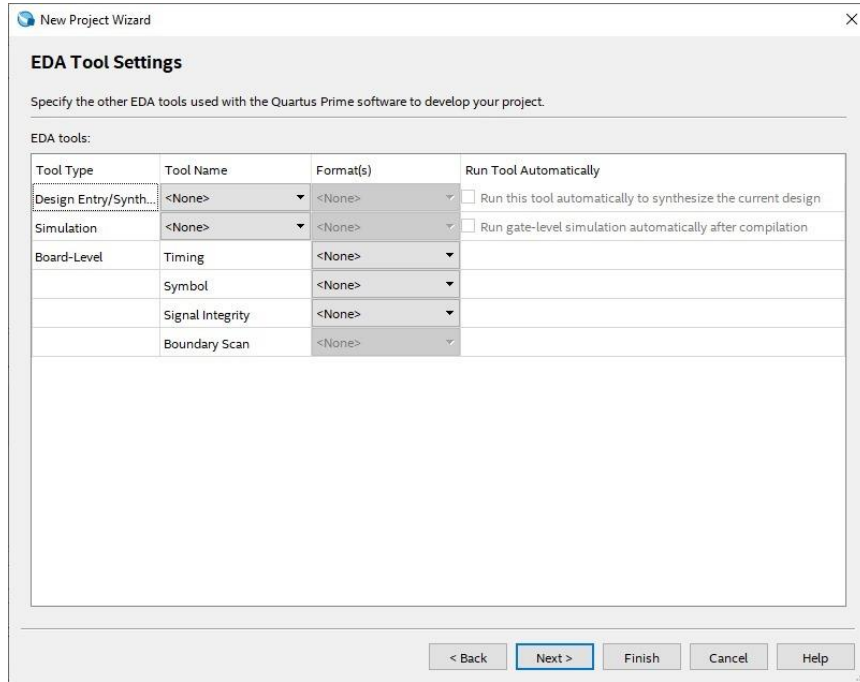 New Project Wizard
EDA Tool Settings
Specify the other EDA tools used with the Quartus Prime software to develop your project.
EDA tools:
Tool Type Tool Name Format(s) Run Tool Automatically
Design Entry/Synth... <None> <None> Run this tool automatically to synthesize the current design
Simulation <None> <None> Run gate-level simulation automatically after compilation
Board-Level Timing <None>
Symbol <None>
Signal Integrity <None>
Boundary Scan <None>
< Back Next > Finish Cancel Help